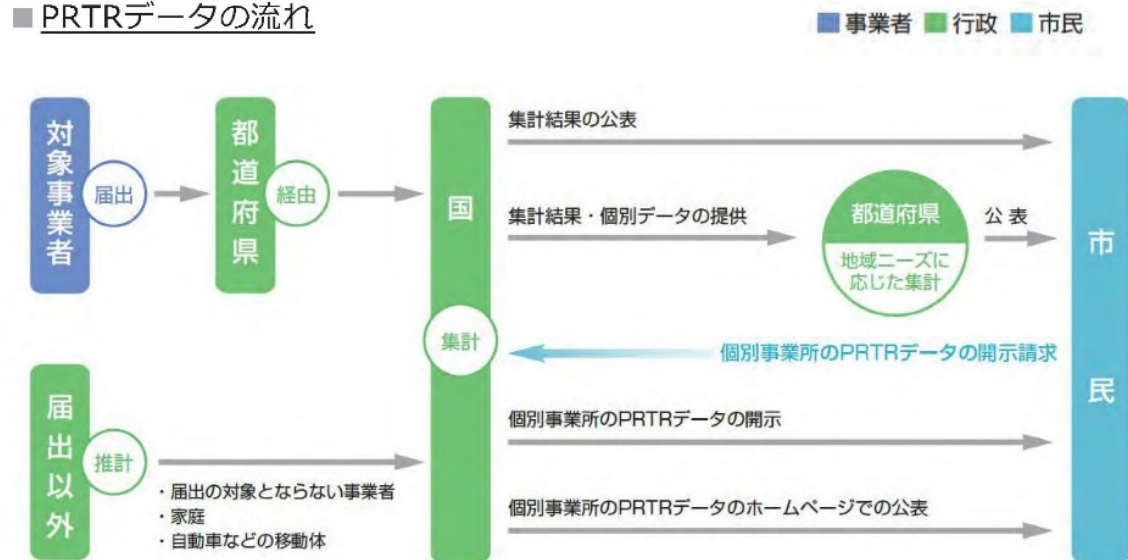 ■ PRTRデータの流れ
■ 事業者 ■ 行政 ■ 市民
対象事業者
届出
都道府県
経由
国
集計
集計結果の公表
集計結果・個別データの提供
都道府県
地域ニーズに
応じた集計
公 表
市民
個別事業所のPRTRデータの開示請求
届出以外
推計
・届出の対象とならない事業者
・家庭
・自動車などの移動体
個別事業所のPRTRデータの開示
個別事業所のPRTRデータのホームページでの公表